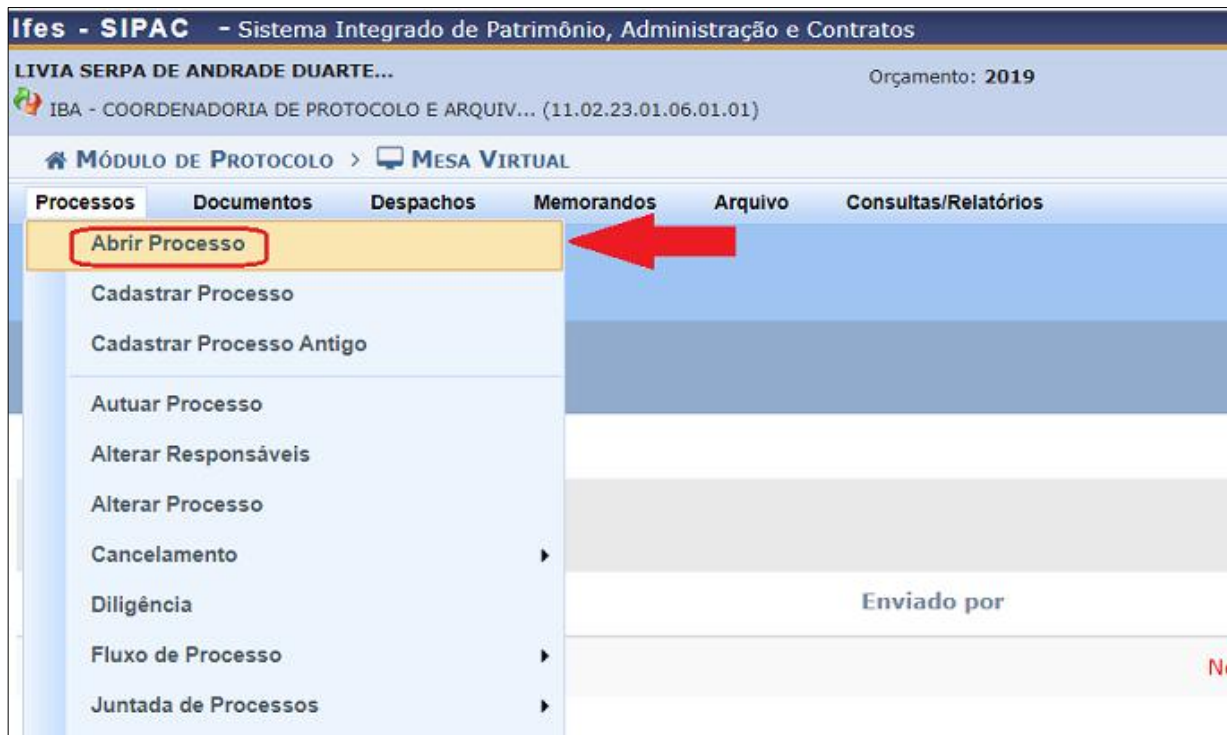 Ifes - SIPAC - Sistema Integrado de Patrimônio, Administração e Contratos
LIVIA SERPA DE ANDRADE DUARTE...
Orçamento: 2019
IBA - COORDENADORIA DE PROTOCOLO E ARQUIV... (11.02.23.01.06.01.01)
MÓDULO DE PROTOCOLO > MESA VIRTUAL
Processos Documentos Despachos Memorandos Arquivo Consultas/Relatórios
Abrir Processo
Cadastrar Processo
Cadastrar Processo Antigo
Autuar Processo
Alterar Responsáveis
Alterar Processo
Cancelamento
Diligência
Enviado por
Fluxo de Processo
Juntada de Processos